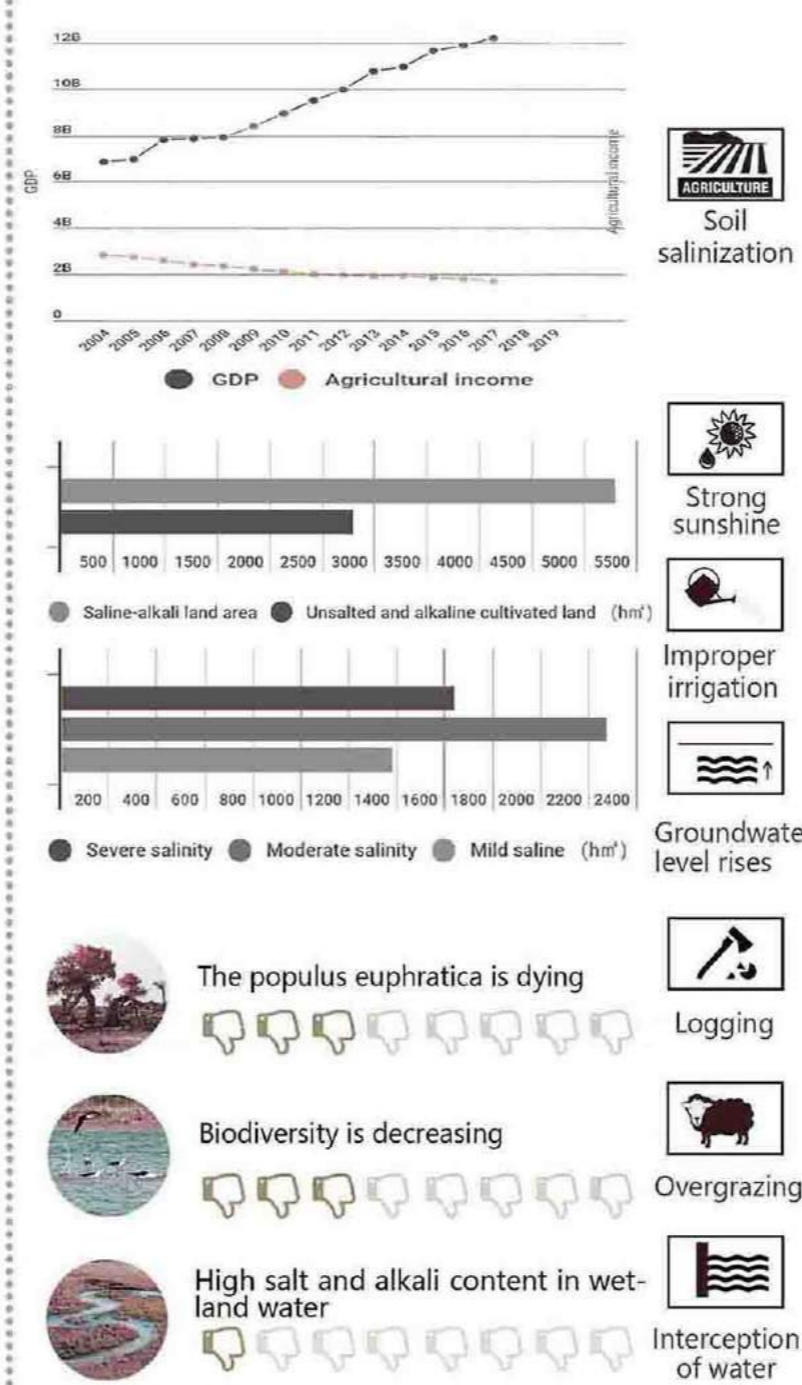 12B
10B
8B
6B
4B
2B
0
GDP
Agricultural income
2004 2005 2006 2007 2008 2009 2010 2011 2012 2013 2014 2015 2016 2017 2018 2019
GDP Agricultural income
AGRICULTURE
Soil
salinization
500 1000 1500 2000 2500 3000 3500 4000 4500 5000 5500
Saline-alkali land area Unsalted and alkaline cultivated land (hm²)
Strong
sunshine
Improper
irrigation
200 400 600 800 1000 1200 1400 1600 1800 2000 2200 2400
Severe salinity Moderate salinity Mild saline (hm²)
Groundwate
level rises
The populus euphratica is dying
Logging
Biodiversity is decreasing
Overgrazing
High salt and alkali content in wet-
land water
Interception
of water